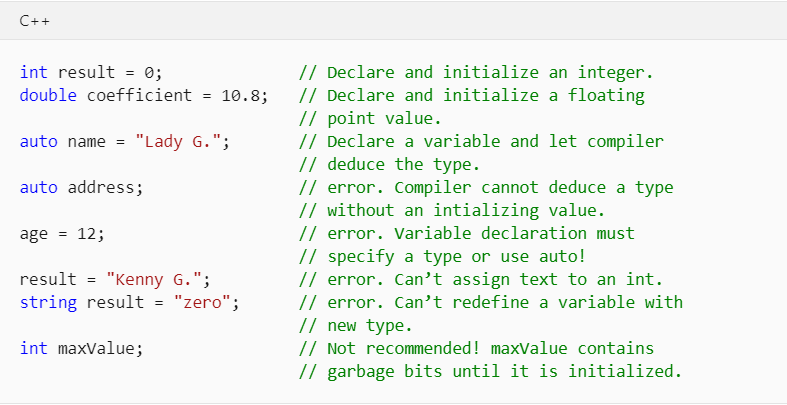 C++
int result = 0;              // Declare and initialize an integer.
double coefficient = 10.8;   // Declare and initialize a floating
                             // point value.
auto name = "Lady G.";       // Declare a variable and let compiler
                             // deduce the type.
auto address;                // error. Compiler cannot deduce a type
                             // without an intializing value.
age = 12;                    // error. Variable declaration must
                             // specify a type or use auto!
result = "Kenny G.";         // error. Can’t assign text to an int.
string result = "zero";      // error. Can’t redefine a variable with
                             // new type.
int maxValue;                // Not recommended! maxValue contains
                             // garbage bits until it is initialized.